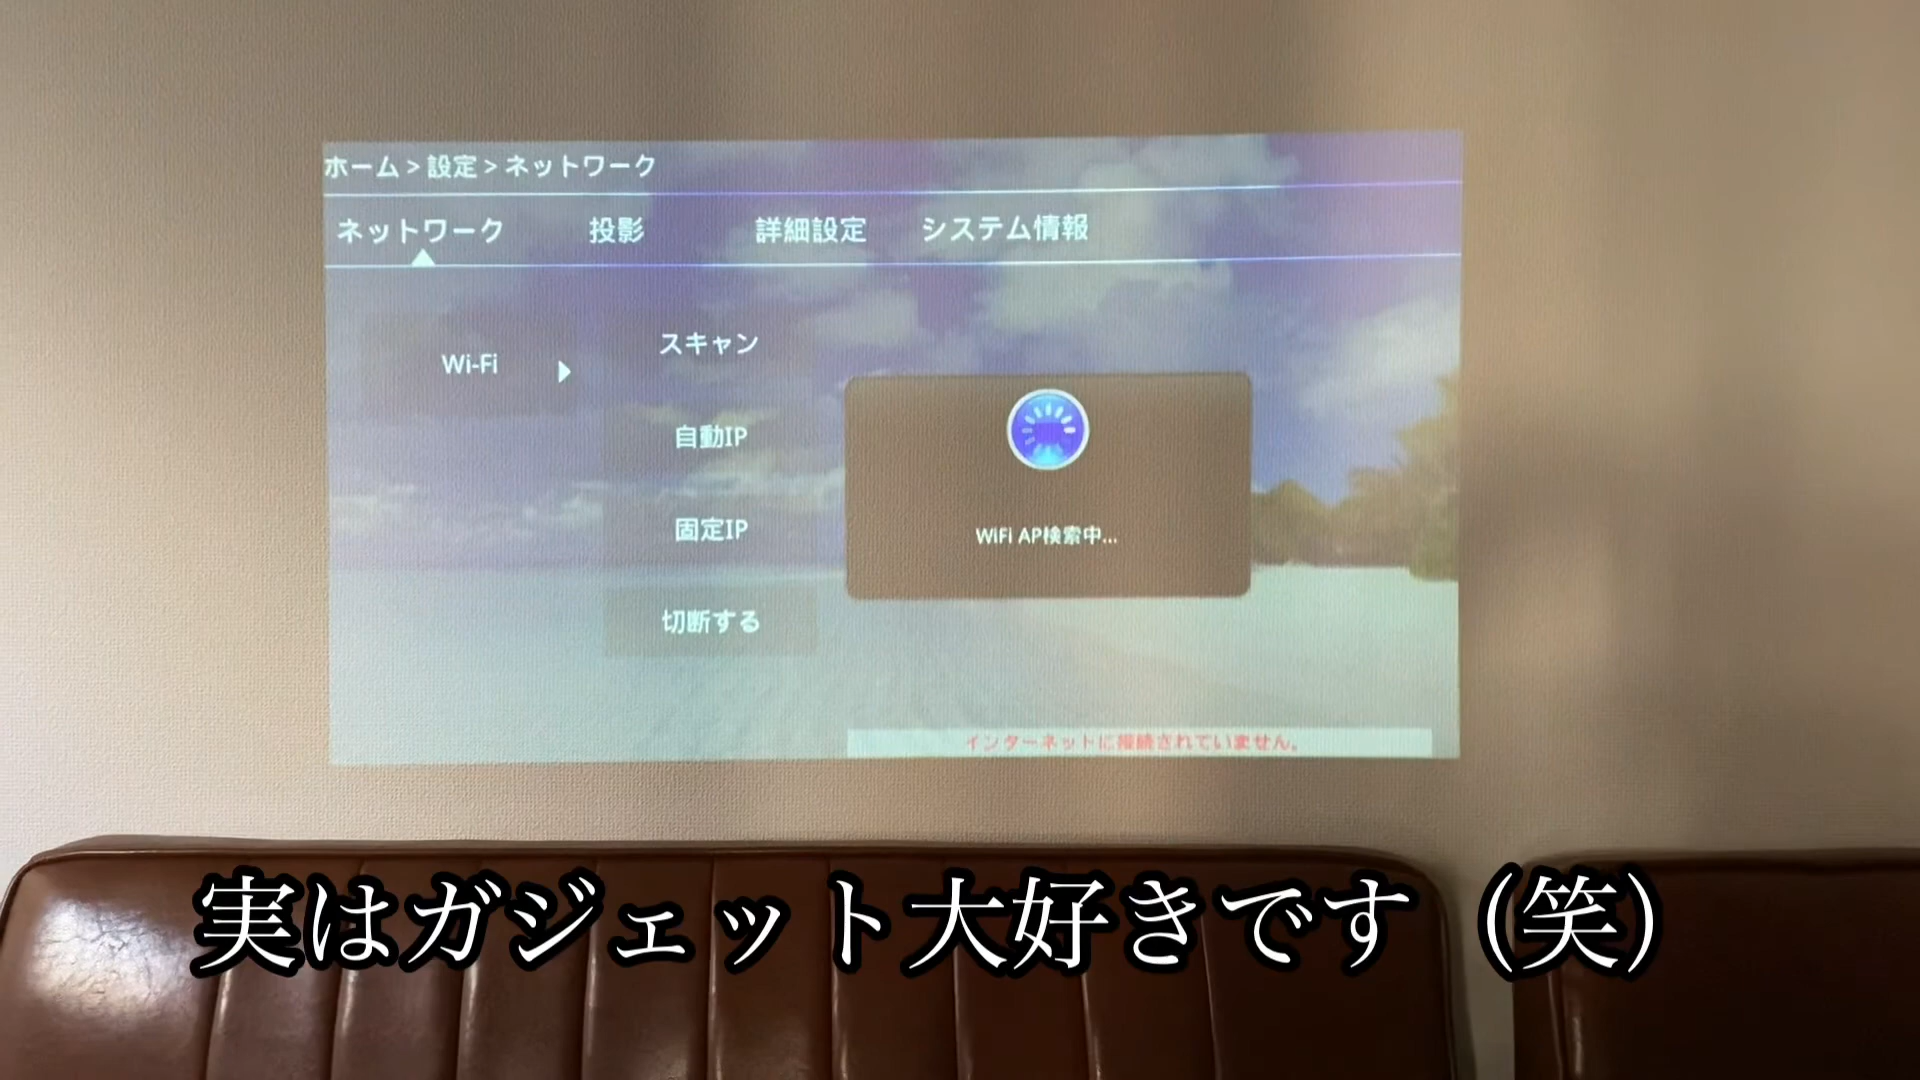 ホーム > 設定 > ネットワーク
ネットワーク 投影 詳細設定 システム情報
Wi-Fi
スキャン
自動IP
固定IP
切断する
WiFi AP検索中...
インターネットに接続されていません。
実はガジェット大好きです（笑）